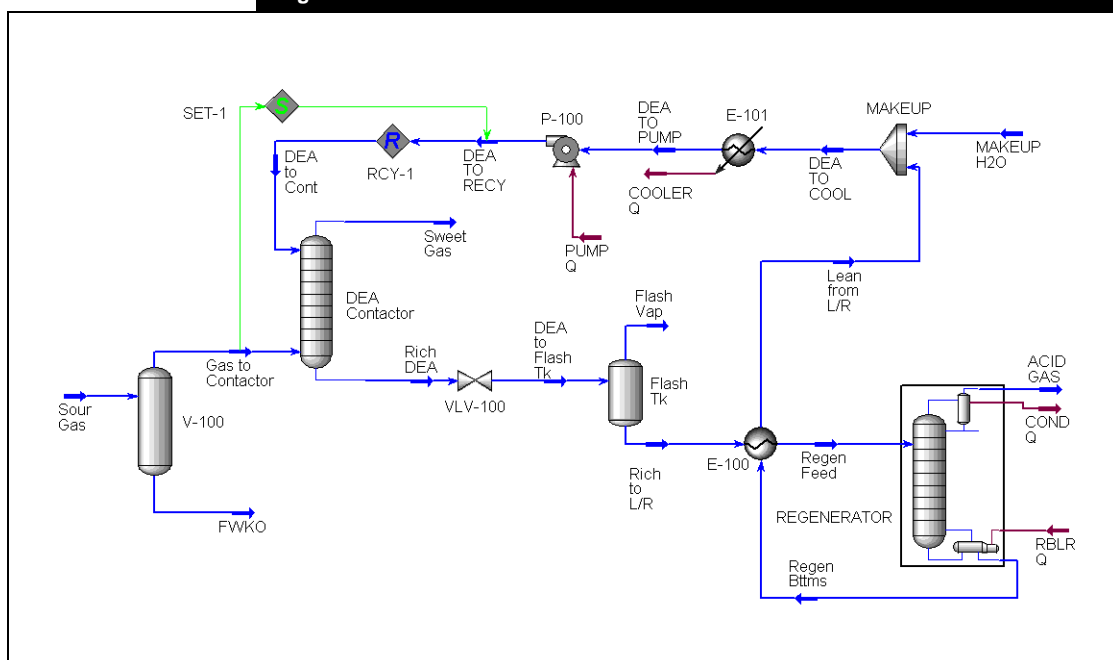 SET-1
RCY-1
DEA
to
Cont
DEA
TO
RECY
P-100
PUMP
Q
DEA
TO
PUMP
E-101
COOLER
Q
DEA
TO
COOL
MAKEUP
MAKEUP
H2O
Sweet
Gas
DEA
Contactor
Gas to
Contactor
Sour
Gas
V-100
FWKO
Rich
DEA
VLV-100
DEA
to
Flash
Tk
Flash
Vap
Flash
Tk
Rich
to
L/R
E-100
Lean
from
L/R
Regen
Feed
Regen
Bttms
REGENERATOR
ACID
GAS
COND
Q
RBLR
Q